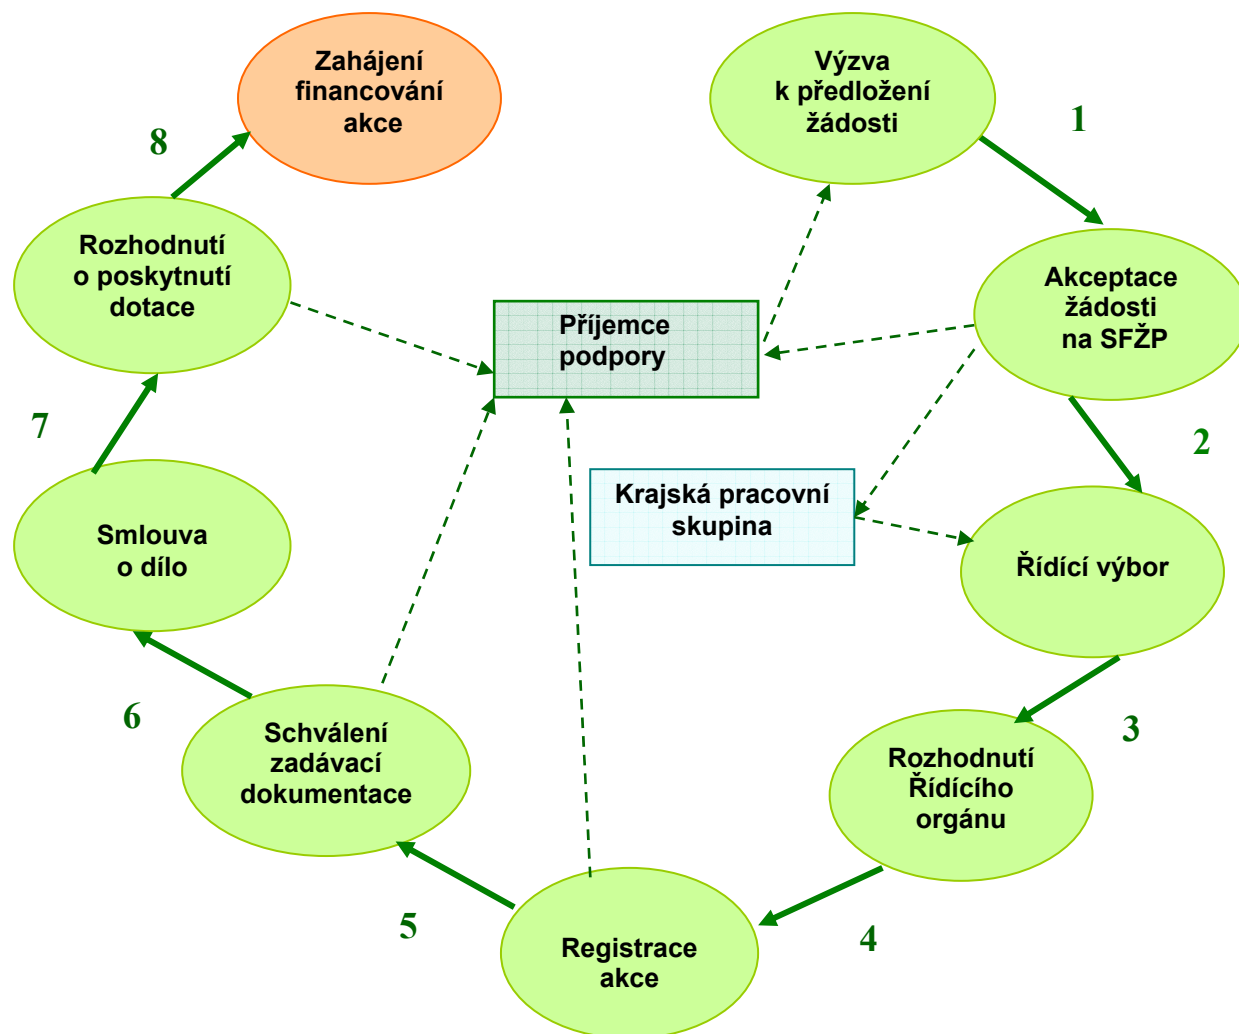 Zahájení
financování
akce
Výzva
k předložení
žádosti
1
8
Rozhodnutí
o poskytnutí
dotace
Akceptace
žádosti
na SFŽP
Příjemce
podpory
7
2
Krajská pracovní
skupina
Smlouva
o dílo
Řídící výbor
6
3
Schválení
zadávací
dokumentace
Rozhodnutí
Řídícího
orgánu
5
4
Registrace
akce